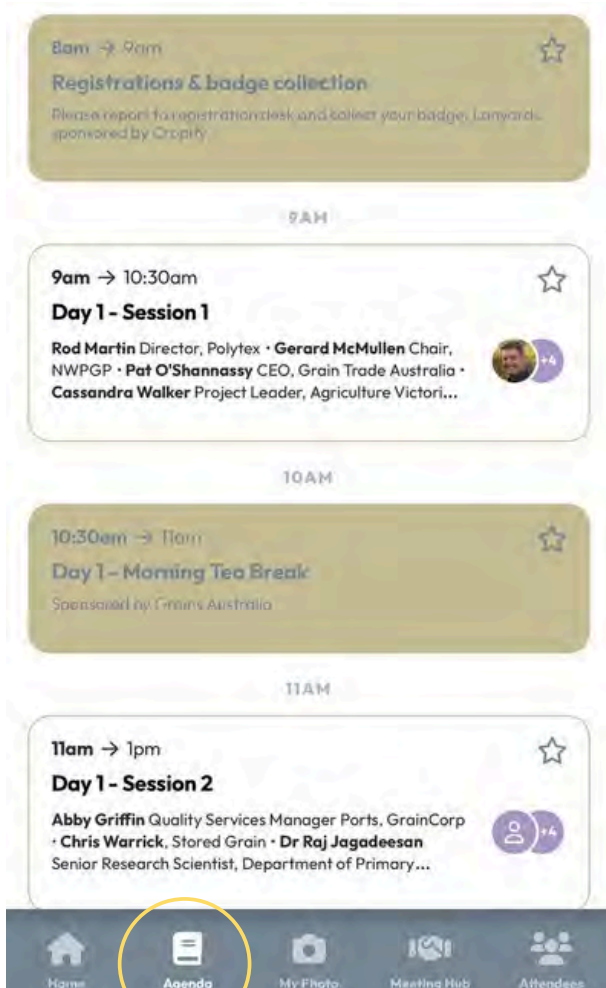 8am → 9am
Registrations & badge collection
Please report to registration desk and collect your badge. Lanyards
sponsored by Cropify
9AM
9am → 10:30am
Day 1 - Session 1
Rod Martin Director, Polytex · Gerard McMullen Chair,
NWPGP · Pat O'Shannassy CEO, Grain Trade Australia ·
Cassandra Walker Project Leader, Agriculture Victori...
+4
10AM
10:30am → 11am
Day 1 - Morning Tea Break
Sponsored by Grains Australia
11AM
11am → 1pm
Day 1 - Session 2
Abby Griffin Quality Services Manager Ports, GrainCorp
· Chris Warrick, Stored Grain · Dr Raj Jagadeesan
Senior Research Scientist, Department of Primary...
+4
Home Agenda My Photo Meeting Hub Attendees